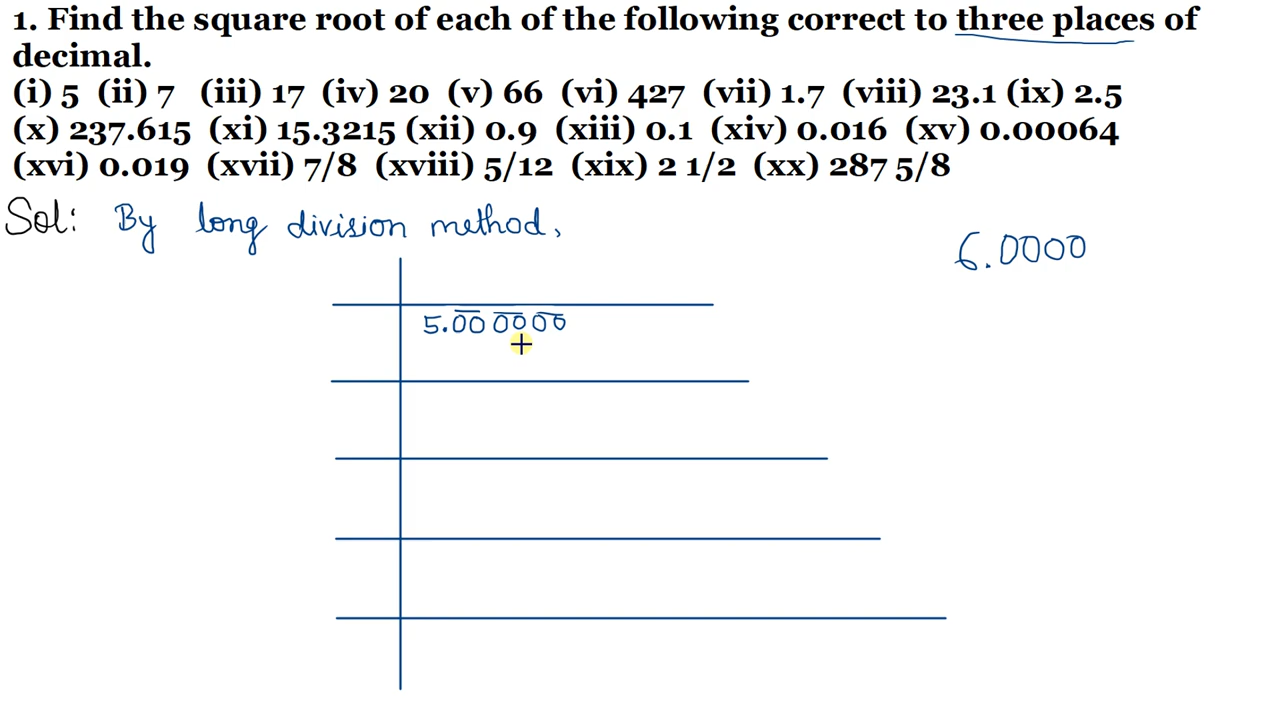 1. Find the square root of each of the following correct to three places of
decimal.
(i) 5 (ii) 7 (iii) 17 (iv) 20 (v) 66 (vi) 427 (vii) 1.7 (viii) 23.1 (ix) 2.5
(x) 237.615 (xi) 15.3215 (xii) 0.9 (xiii) 0.1 (xiv) 0.016 (xv) 0.00064
(xvi) 0.019 (xvii) 7/8 (xviii) 5/12 (xix) 2 1/2 (xx) 287 5/8
Sol: By long division method,
6.0000
5.00 00 00